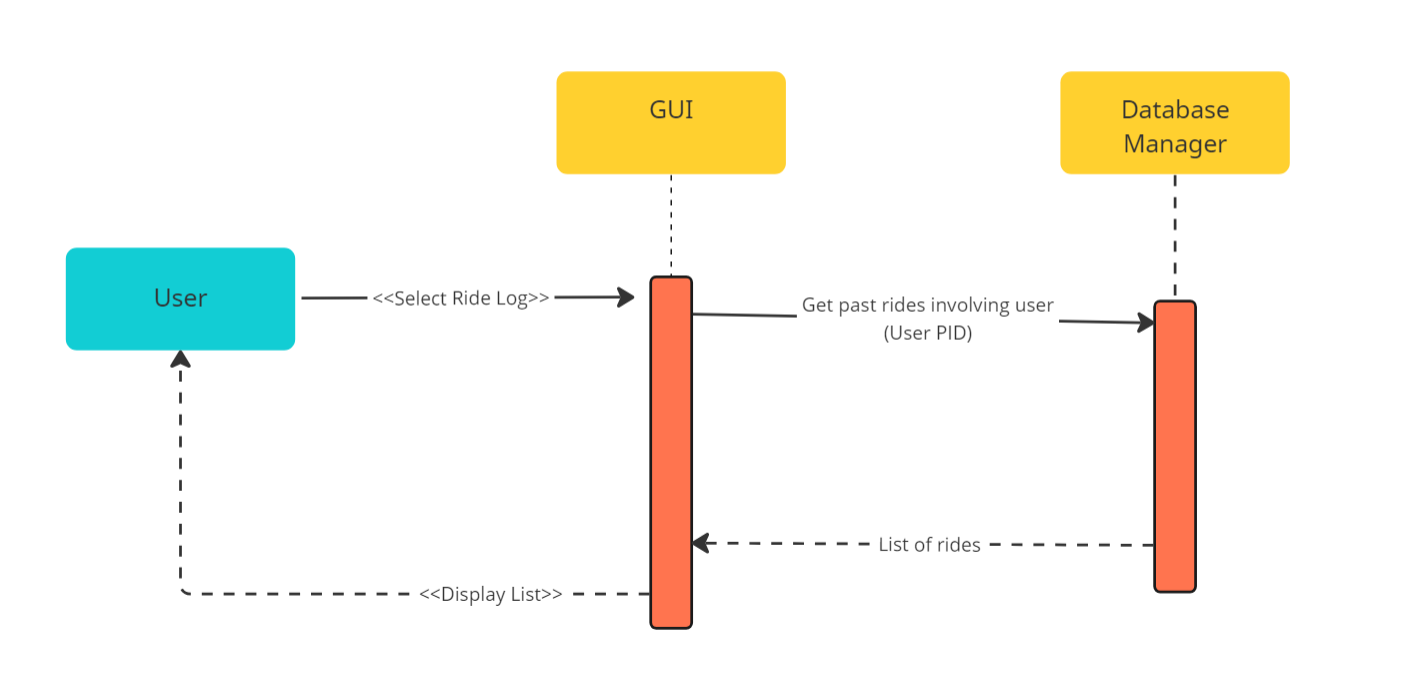 GUI
Database
Manager
User
<<Select Ride Log>>
Get past rides involving user
(User PID)
List of rides
<<Display List>>